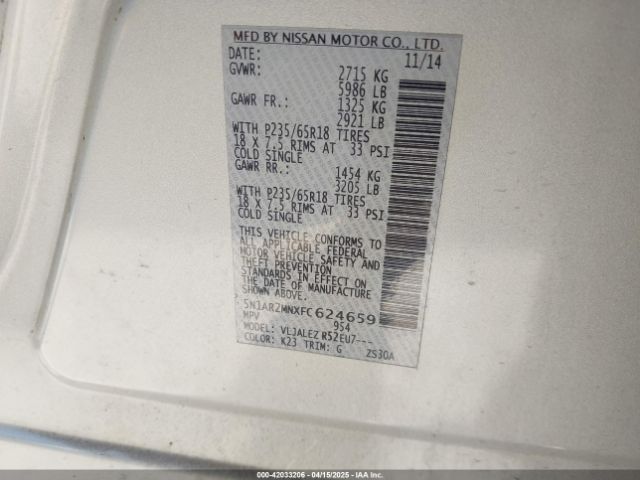 MFD BY NISSAN MOTOR CO., LTD.
DATE: 11/14
GVWR: 2715 KG
5986 LB
GAWR FR.: 1325 KG
2921 LB
WITH P235/65R18 TIRES
18 X 7.5 RIMS AT 33 PSI
COLD SINGLE
GAWR RR.: 1454 KG
3205 LB
WITH P235/65R18 TIRES
18 X 7.5 RIMS AT 33 PSI
COLD SINGLE
THIS VEHICLE CONFORMS TO
ALL APPLICABLE FEDERAL
MOTOR VEHICLE SAFETY AND
THEFT PREVENTION
STANDARDS IN EFFECT ON
THE DATE OF MANUFACTURE
SHOWN ABOVE.
5N1AR2MNXFC624659
MPV 954
MODEL: VLJALEZ R52EU7---
COLOR: K23 TRIM: G ZS30A
000-42033206 - 04/15/2025 - IAA Inc.